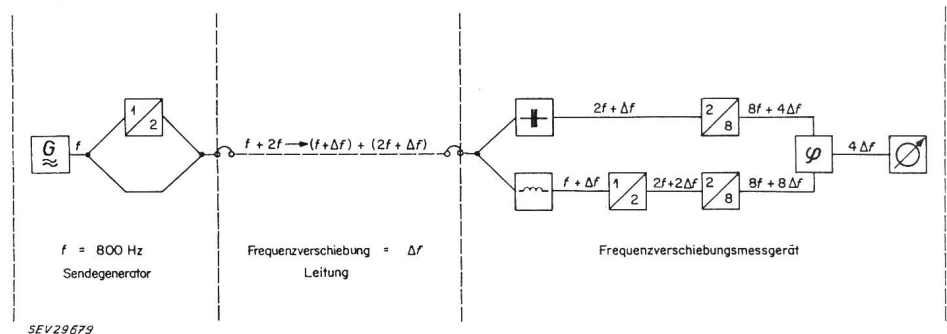 G
≈
f
1/2
f + 2f → (f+Δf) + (2f + Δf)
2f + Δf
2/8
8f + 4Δf
φ
4Δf
f + Δf
1/2
2f+2Δf
2/8
8f + 8Δf
f = 800 Hz
Sendegenerator
Frequenzverschiebung = Δf
Leitung
Frequenzverschiebungsmessgerät
SEV29679